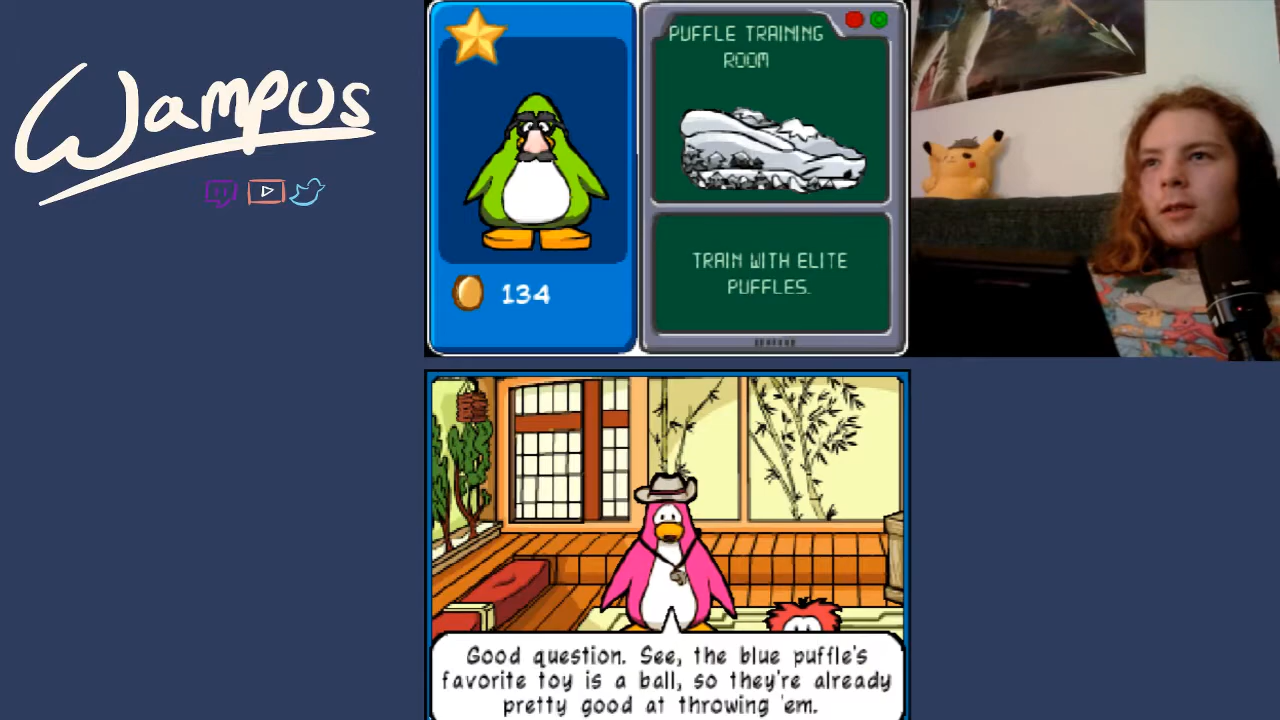 Wampus
134
PUFFLE TRAINING
ROOM
TRAIN WITH ELITE
PUFFLES.
Good question. See, the blue puffle's
favorite toy is a ball, so they're already
pretty good at throwing 'em.